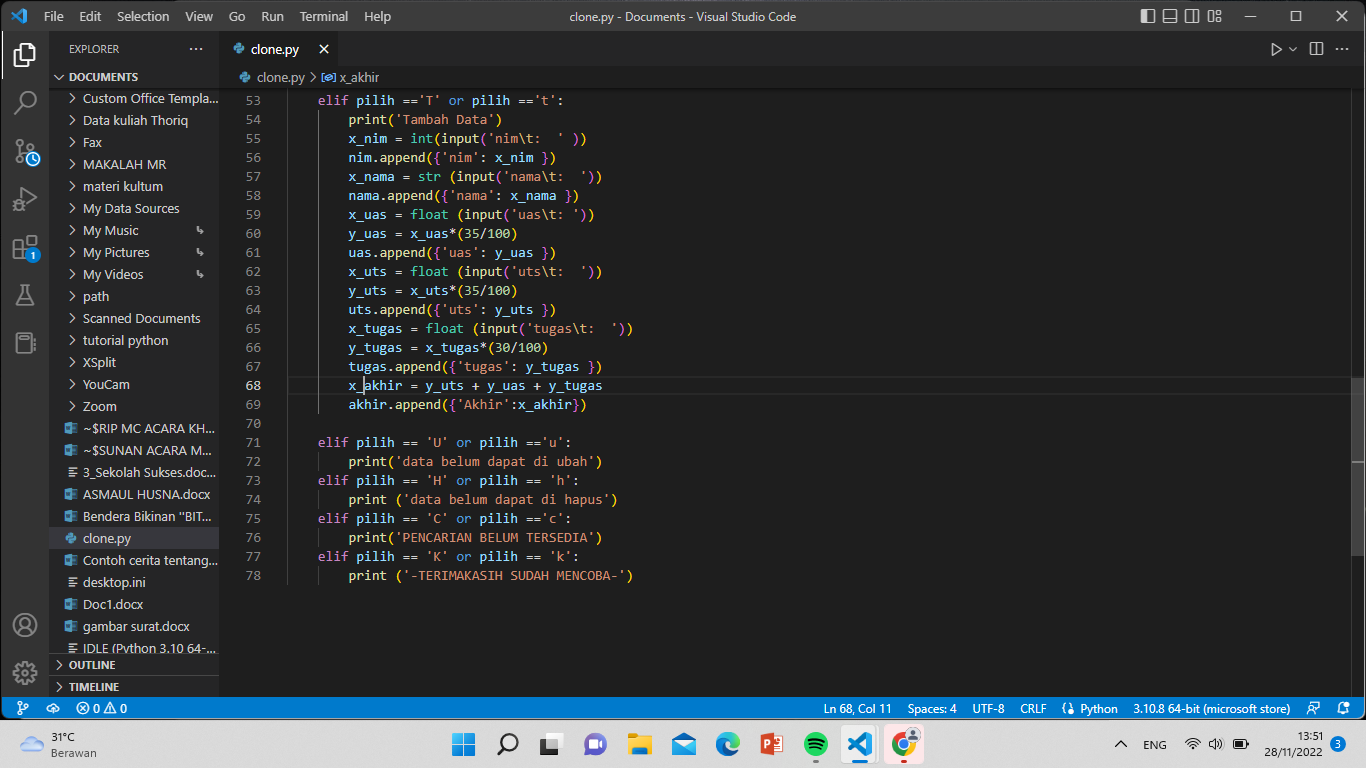 File Edit Selection View Go Run Terminal Help clone.py - Documents - Visual Studio Code
EXPLORER
clone.py
DOCUMENTS
clone.py > x_akhir
Custom Office Templa...
Data kuliah Thoriq
Fax
MAKALAH MR
materi kultum
My Data Sources
My Music
My Pictures
My Videos
path
Scanned Documents
tutorial python
XSplit
YouCam
Zoom
~$RIP MC ACARA KH...
~$SUNAN ACARA M...
3_Sekolah Sukses.doc...
ASMAUL HUSNA.docx
Bendera Bikinan "BIT...
clone.py
Contoh cerita tentang...
desktop.ini
Doc1.docx
gambar surat.docx
IDLE (Python 3.10 64-...
OUTLINE
TIMELINE
1
53 elif pilih =='T' or pilih =='t':
54 print('Tambah Data')
55 x_nim = int(input('nim\t:  ' ))
56 nim.append({'nim': x_nim })
57 x_nama = str (input('nama\t:  '))
58 nama.append({'nama': x_nama })
59 x_uas = float (input('uas\t: '))
60 y_uas = x_uas*(35/100)
61 uas.append({'uas': y_uas })
62 x_uts = float (input('uts\t:  '))
63 y_uts = x_uts*(35/100)
64 uts.append({'uts': y_uts })
65 x_tugas = float (input('tugas\t:  '))
66 y_tugas = x_tugas*(30/100)
67 tugas.append({'tugas': y_tugas })
68 x_akhir = y_uts + y_uas + y_tugas
69 akhir.append({'Akhir':x_akhir})
70
71 elif pilih == 'U' or pilih =='u':
72 print('data belum dapat di ubah')
73 elif pilih == 'H' or pilih == 'h':
74 print ('data belum dapat di hapus')
75 elif pilih == 'C' or pilih =='c':
76 print('PENCARIAN BELUM TERSEDIA')
77 elif pilih == 'K' or pilih == 'k':
78 print ('-TERIMAKASIH SUDAH MENCOBA-')
0 0 Ln 68, Col 11 Spaces: 4 UTF-8 CRLF Python 3.10.8 64-bit (microsoft store)
31°C
Berawan
ENG
13:51
28/11/2022
3